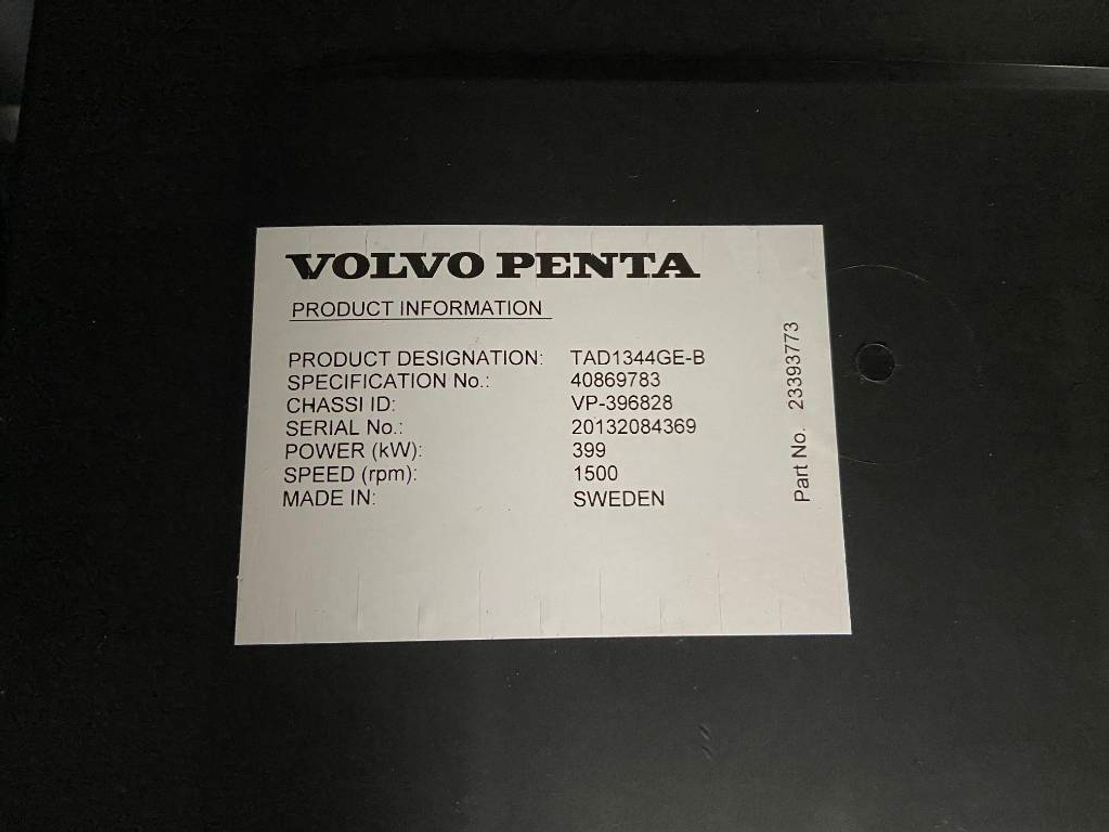 VOLVO PENTA
PRODUCT INFORMATION
PRODUCT DESIGNATION: TAD1344GE-B
SPECIFICATION No.: 40869783
CHASSI ID: VP-396828
SERIAL No.: 20132084369
POWER (kW): 399
SPEED (rpm): 1500
MADE IN: SWEDEN
Part No. 23393773